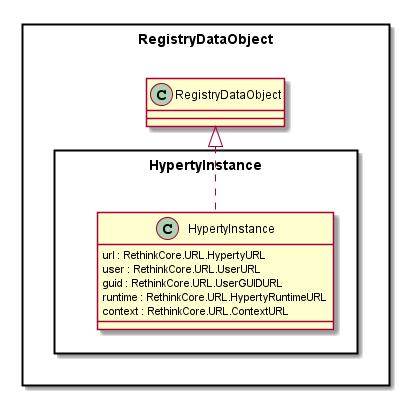 RegistryDataObject
C RegistryDataObject
HypertyInstance
C HypertyInstance
url : RethinkCore.URL.HypertyURL
user : RethinkCore.URL.UserURL
guid : RethinkCore.URL.UserGUIDURL
runtime : RethinkCore.URL.HypertyRuntimeURL
context : RethinkCore.URL.ContextURL